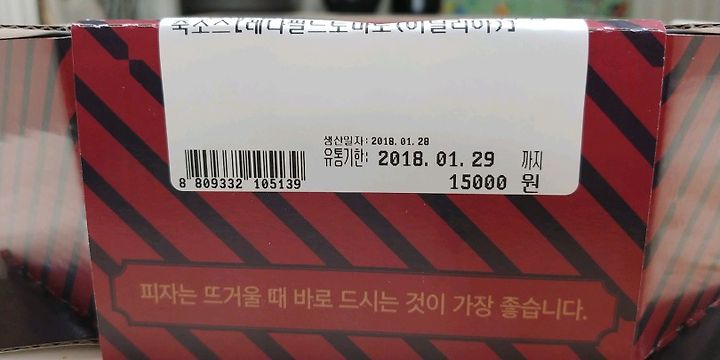 생산일자: 2018.01.28
유통기한: 2018.01.29 까지
8 809332 105139
15000 원
피자는 뜨거울 때 바로 드시는 것이 가장 좋습니다.